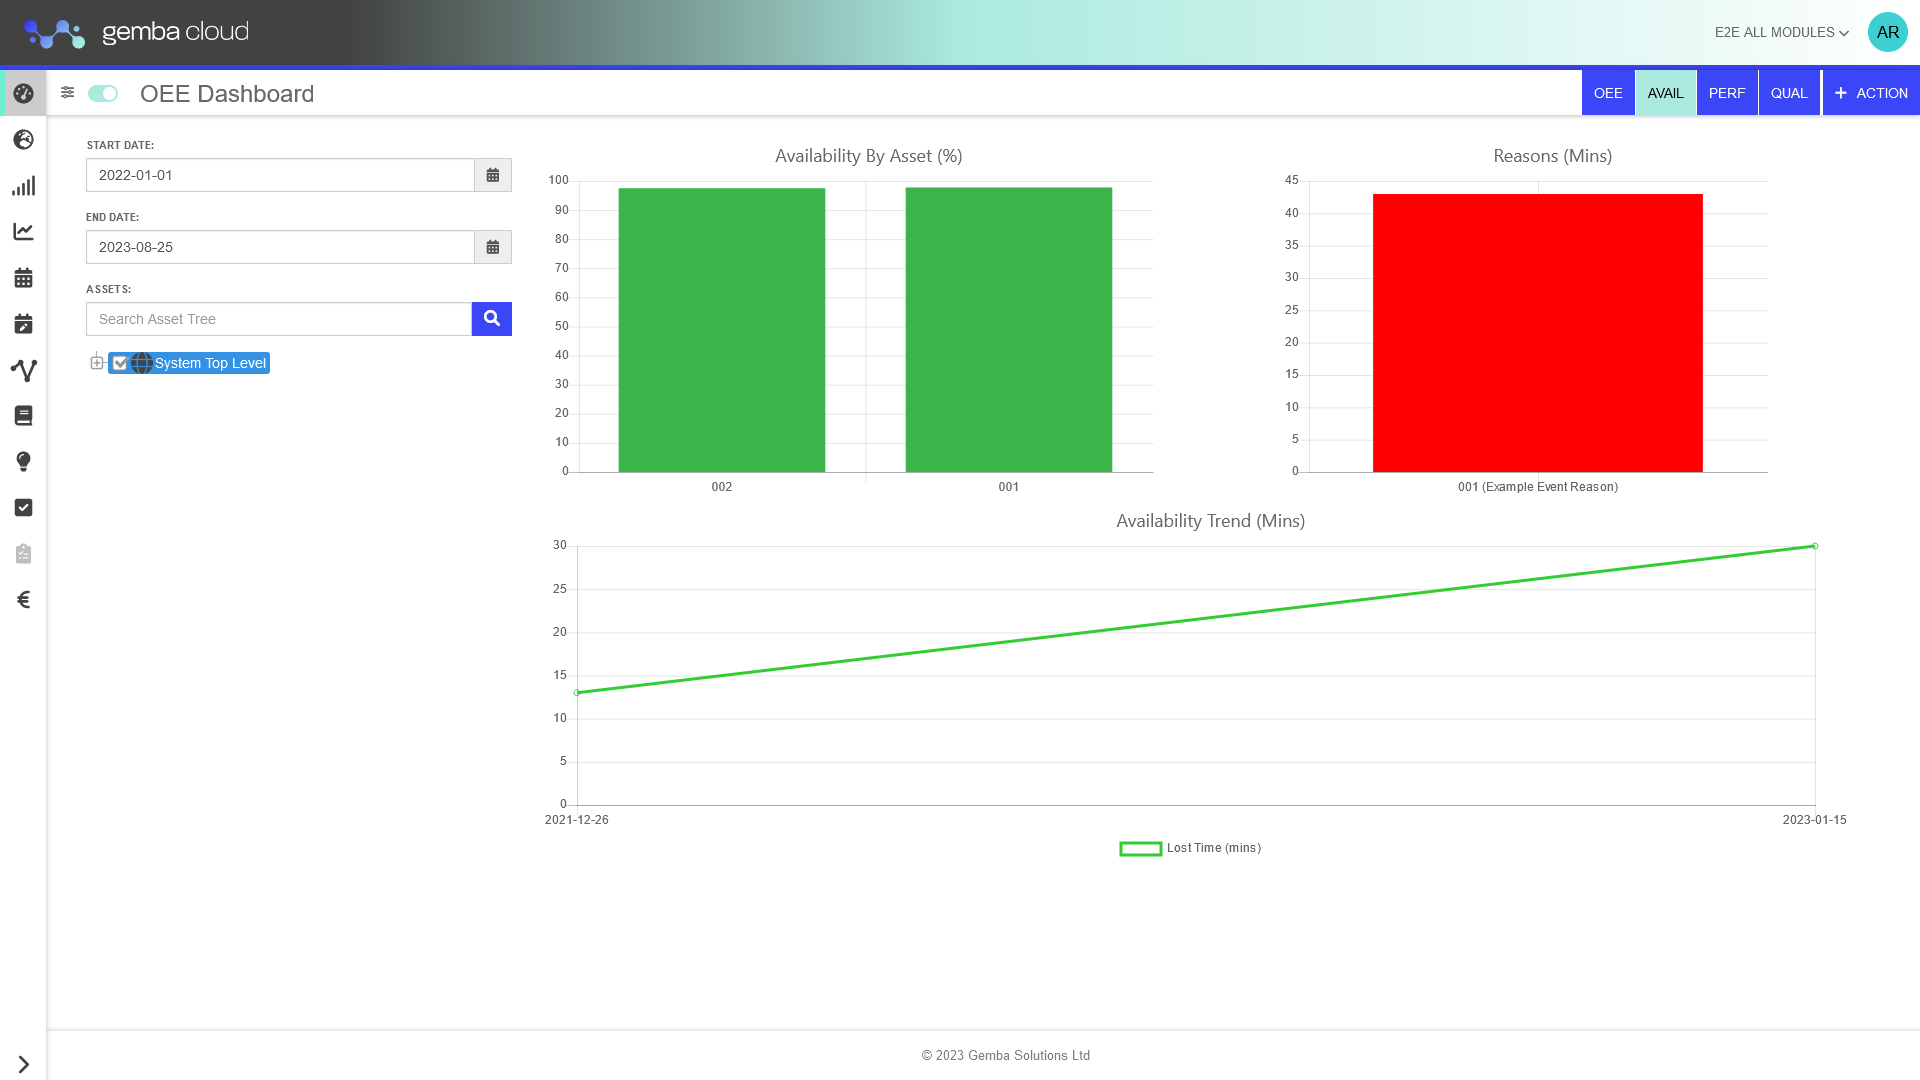 gemba cloud
E2E ALL MODULES
AR
OEE Dashboard
OEE
AVAIL
PERF
QUAL
+ ACTION
START DATE:
2022-01-01
END DATE:
2023-08-25
ASSETS:
Search Asset Tree
System Top Level
Availability By Asset (%)
100
90
80
70
60
50
40
30
20
10
0
002
001
Reasons (Mins)
45
40
35
30
25
20
15
10
5
0
001 (Example Event Reason)
Availability Trend (Mins)
30
25
20
15
10
5
0
2021-12-26
2023-01-15
Lost Time (mins)
© 2023 Gemba Solutions Ltd